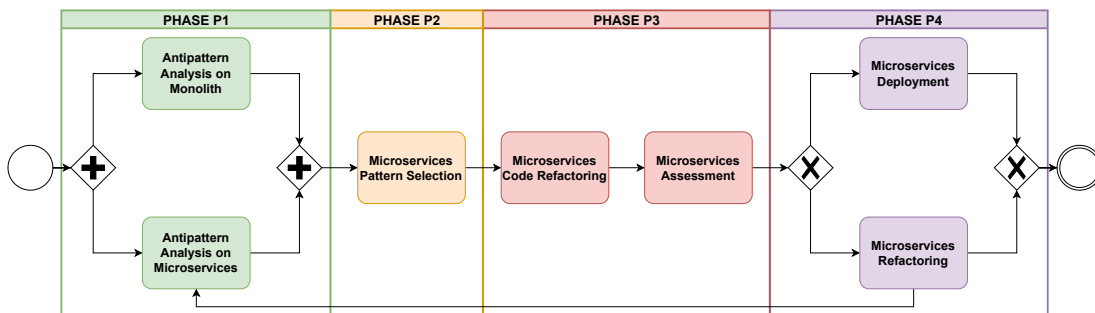 PHASE P1
PHASE P2
PHASE P3
PHASE P4
Antipattern
Analysis on
Monolith
Microservices
Deployment
Microservices
Pattern Selection
Microservices
Code Refactoring
Microservices
Assessment
Antipattern
Analysis on
Microservices
Microservices
Refactoring